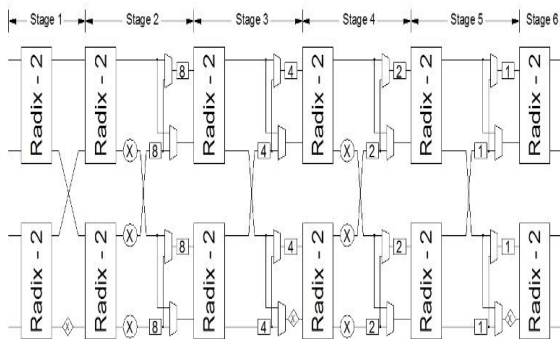 Stage 1 Stage 2 Stage 3 Stage 4 Stage 5 Stage 6
Radix - 2 Radix - 2 Radix - 2 Radix - 2 Radix - 2 Radix - 2
8 4 2 1
X X
8 4 2 1
Radix - 2 Radix - 2 Radix - 2 Radix - 2 Radix - 2 Radix - 2
X 8 4 X 2 1
X X X X X
8 4 2 1